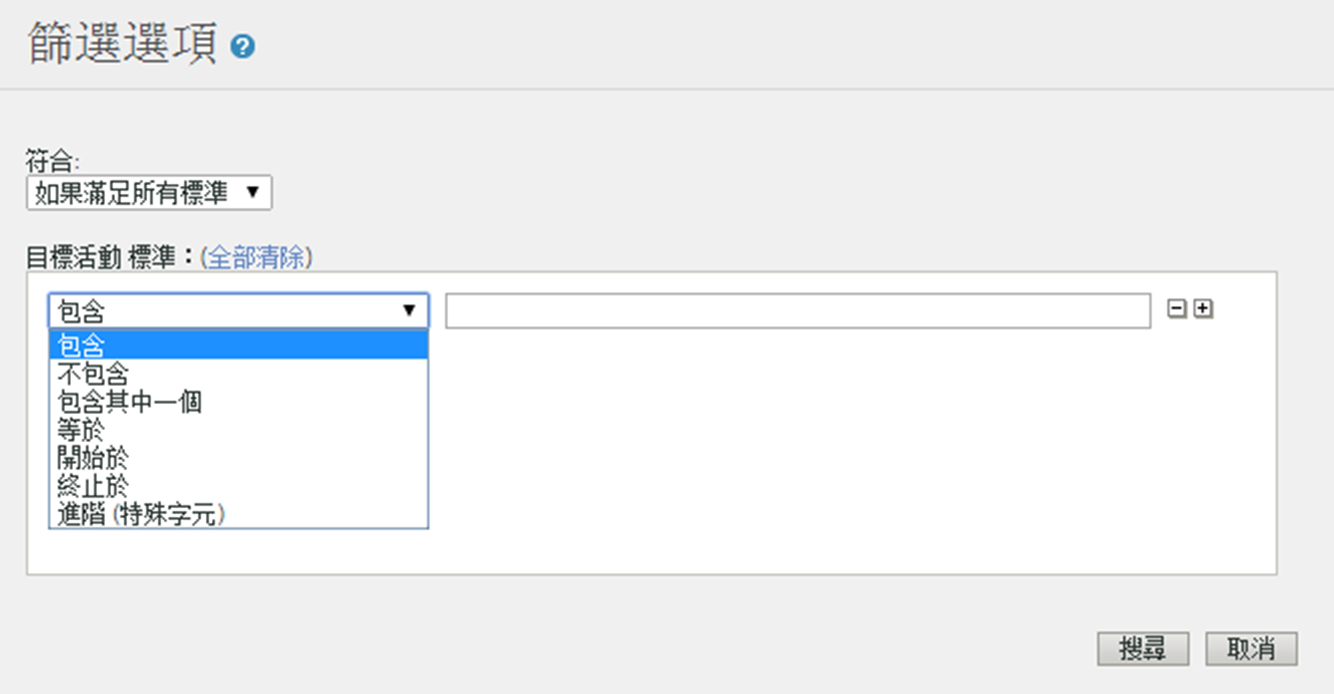 篩選選項 ?
符合:
如果滿足所有標準
目標活動 標準：(全部清除)
包含
包含
不包含
包含其中一個
等於
開始於
終止於
進階 (特殊字元)
搜尋 取消